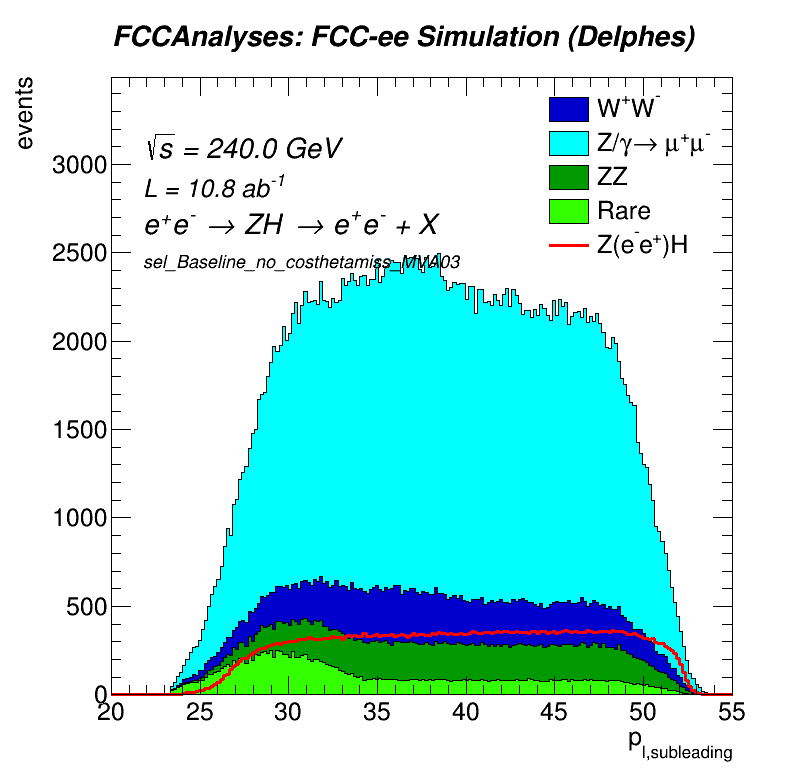 FCCAnalyses: FCC-ee Simulation (Delphes)
events
√s = 240.0 GeV
L = 10.8 ab⁻¹
e⁺e⁻ → ZH → e⁺e⁻ + X
sel_Baseline_no_costhetamiss_MVA03
W⁺W⁻
Z/γ→ μ⁺μ⁻
ZZ
Rare
Z(e⁻e⁺)H
3000
2500
2000
1500
1000
500
0
20 25 30 35 40 45 50 55
p_l,subleading